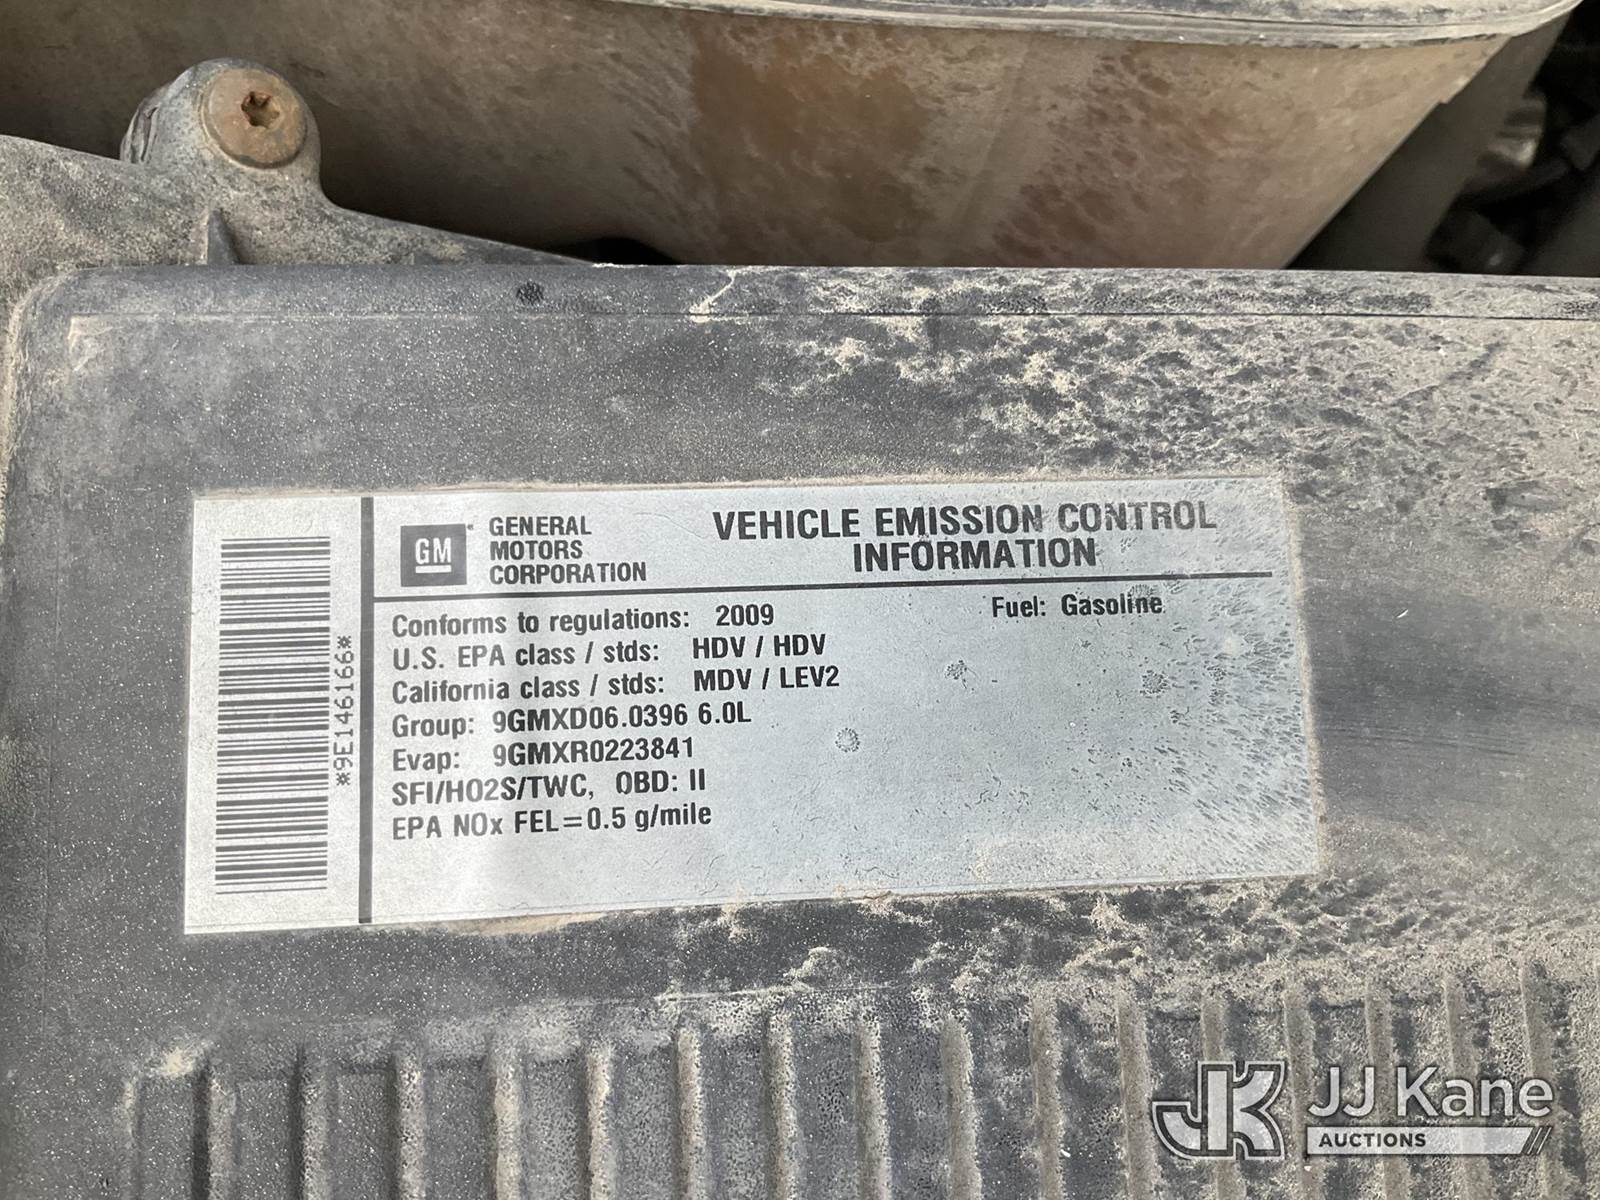 GM
GENERAL
MOTORS
CORPORATION
VEHICLE EMISSION CONTROL
INFORMATION
Conforms to regulations: 2009
Fuel: Gasoline
U.S. EPA class / stds: HDV / HDV
California class / stds: MDV / LEV2
Group: 9GMXD06.0396 6.0L
Evap: 9GMXR0223841
SFI/HO2S/TWC, OBD: II
EPA NOx FEL=0.5 g/mile
*9E146166*
JK JJ Kane
AUCTIONS